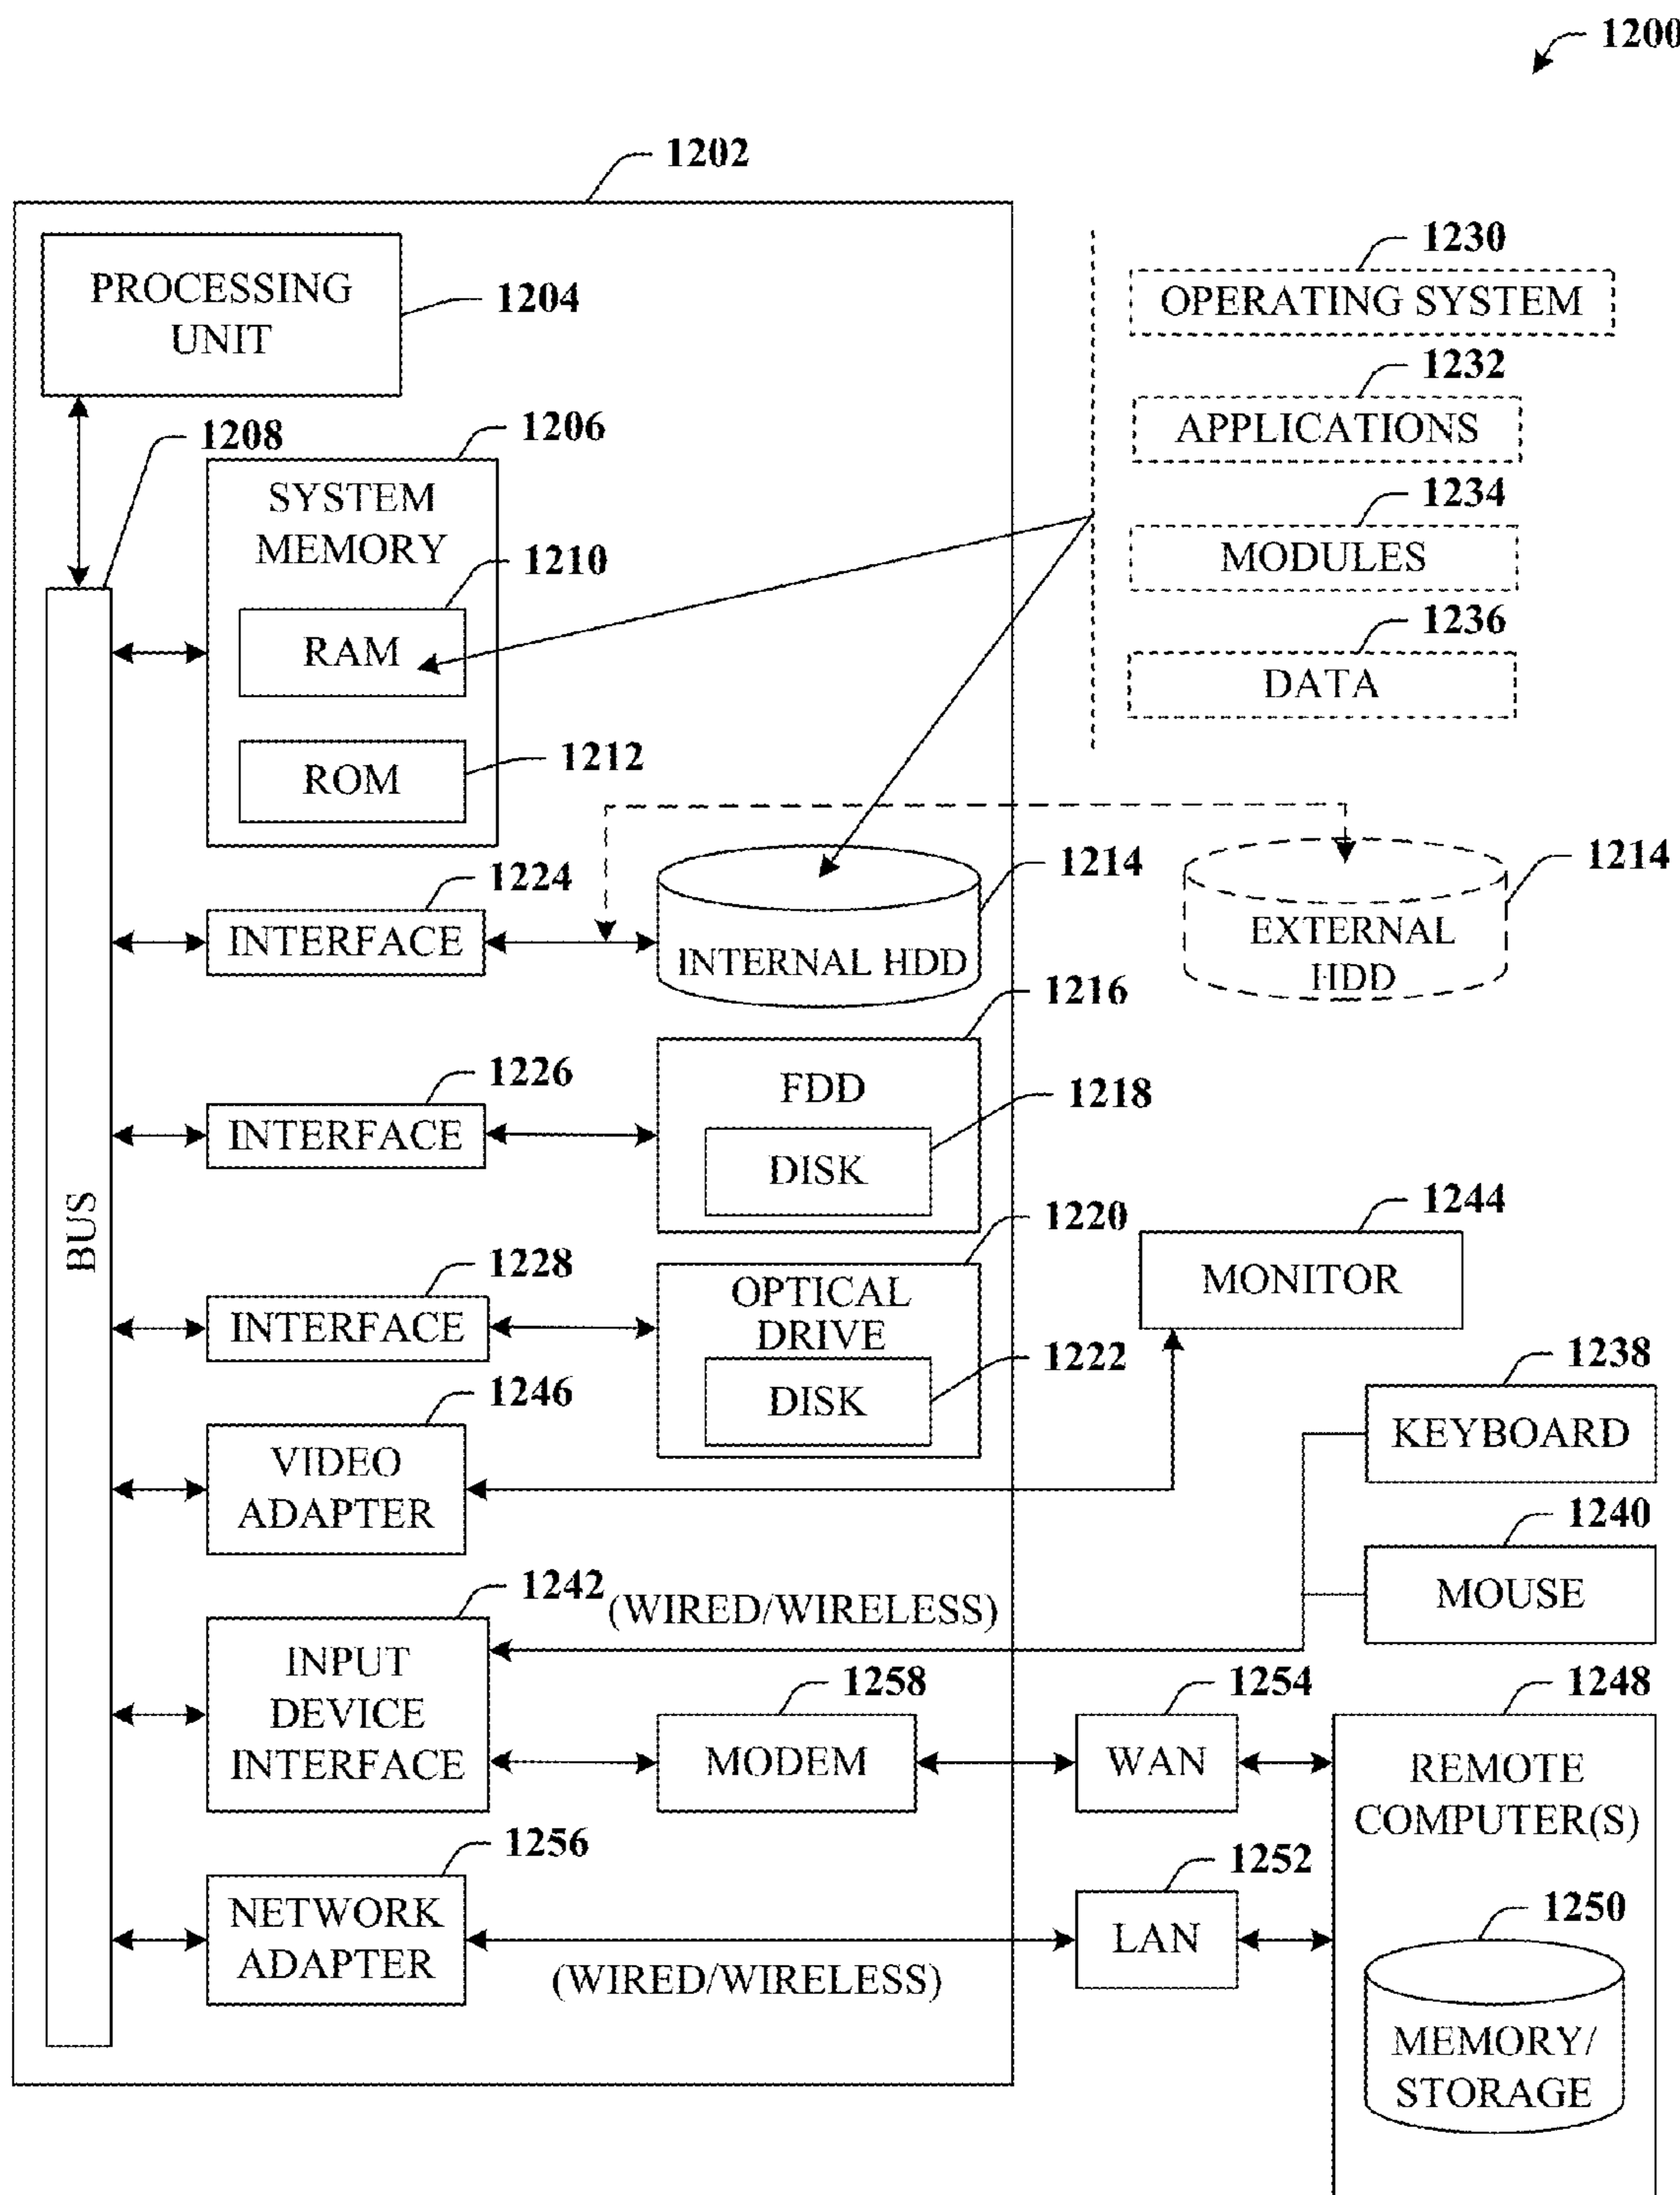 1200
1202
PROCESSING
UNIT
1204
1208
1206
SYSTEM
MEMORY
1210
RAM
1212
ROM
1230
OPERATING SYSTEM
1232
APPLICATIONS
1234
MODULES
1236
DATA
1224
INTERFACE
1214
INTERNAL HDD
1214
EXTERNAL
HDD
1226
INTERFACE
1216
FDD
1218
DISK
BUS
1228
INTERFACE
1220
OPTICAL
DRIVE
1222
DISK
1244
MONITOR
1246
VIDEO
ADAPTER
1238
KEYBOARD
1240
MOUSE
1242
(WIRED/WIRELESS)
INPUT
DEVICE
INTERFACE
1258
MODEM
1254
WAN
1248
REMOTE
COMPUTER(S)
1256
NETWORK
ADAPTER
(WIRED/WIRELESS)
1252
LAN
1250
MEMORY/
STORAGE